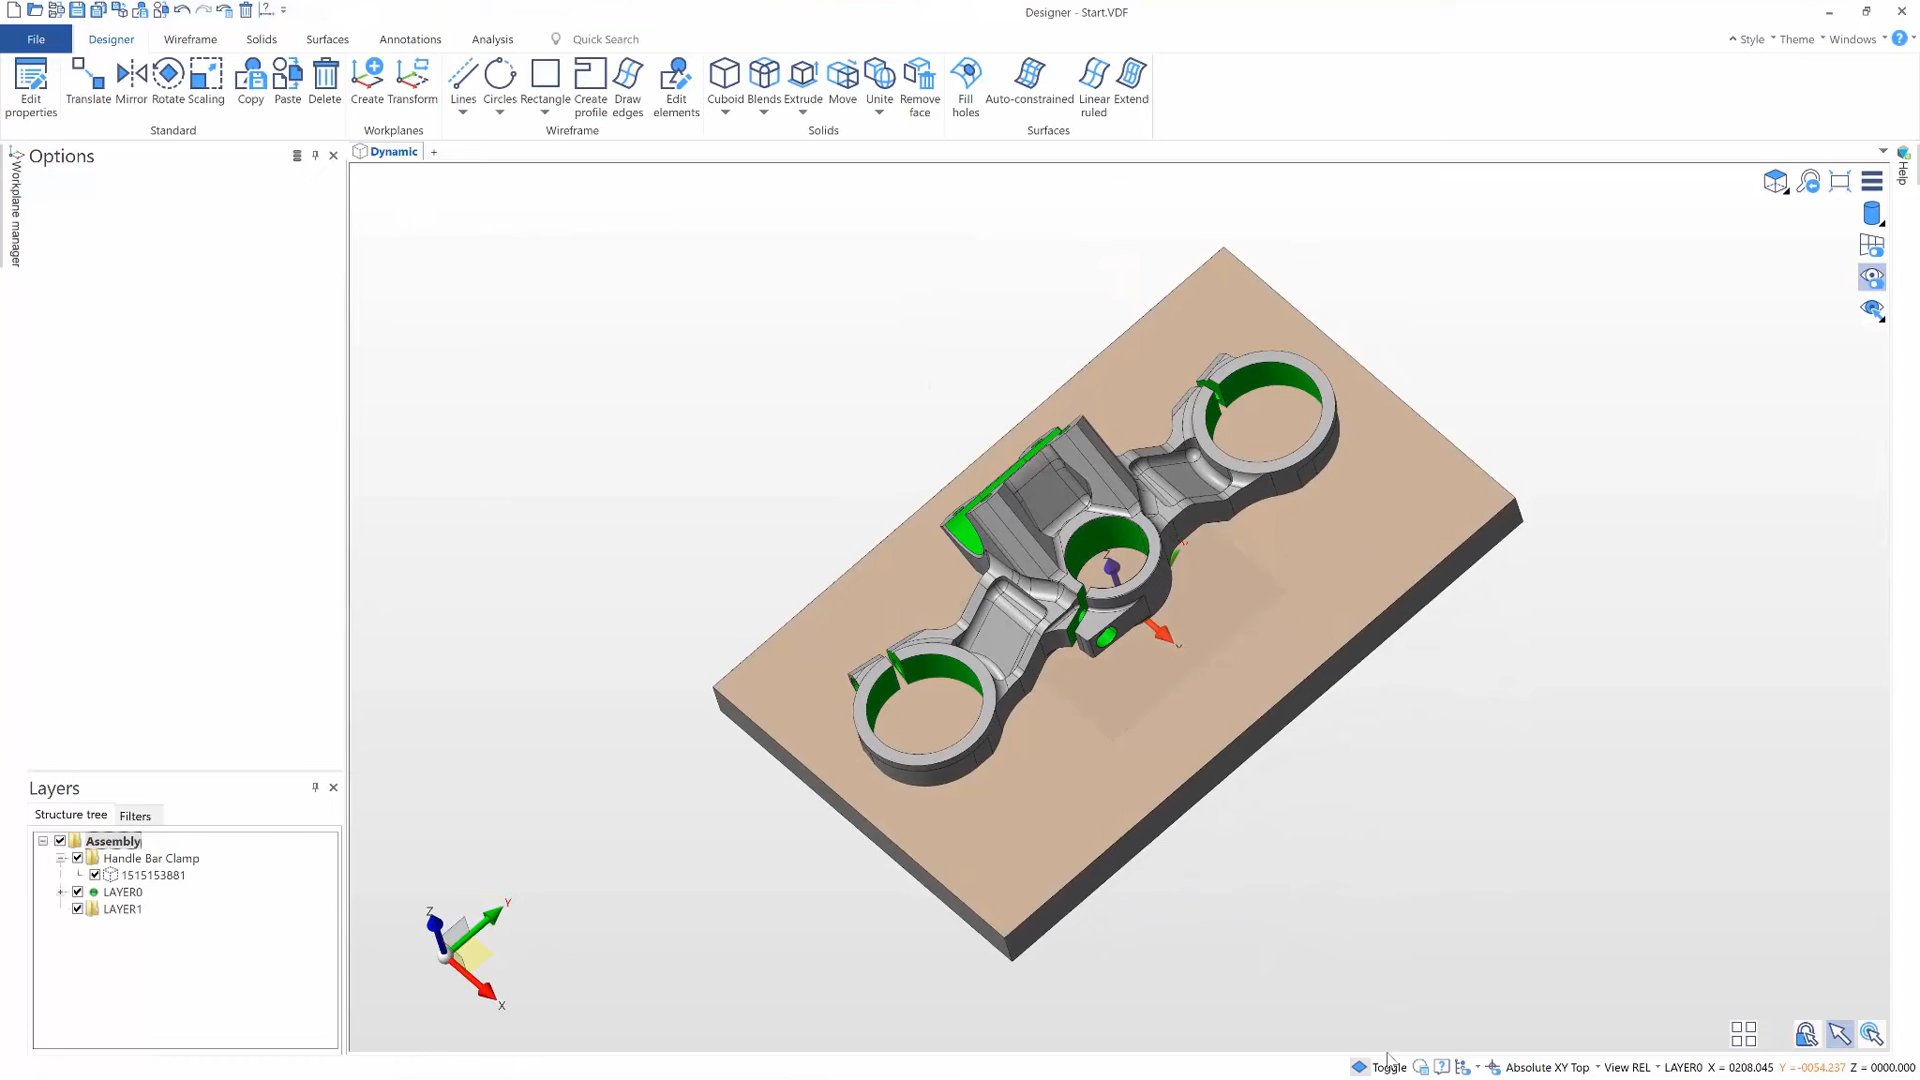 Designer - Start.VDF
File
Designer
Wireframe
Solids
Surfaces
Annotations
Analysis
Quick Search
Style
Theme
Windows
Edit properties
Translate
Mirror
Rotate
Scaling
Copy
Paste
Delete
Create
Transform
Lines
Circles
Rectangle
Create profile
Draw edges
Edit elements
Cuboid
Blends
Extrude
Move
Unite
Remove face
Fill holes
Auto-constrained
Linear ruled
Extend
Standard
Workplanes
Wireframe
Solids
Surfaces
Options
Workplane manager
Dynamic
+
Help
Z
Layers
Structure tree
Filters
Assembly
Handle Bar Clamp
1515153881
LAYER0
LAYER1
Z
Y
X
Toggle
Absolute XY Top
View REL
LAYER0
X = 0208.045
Y =-0054.237
Z = 0000.000